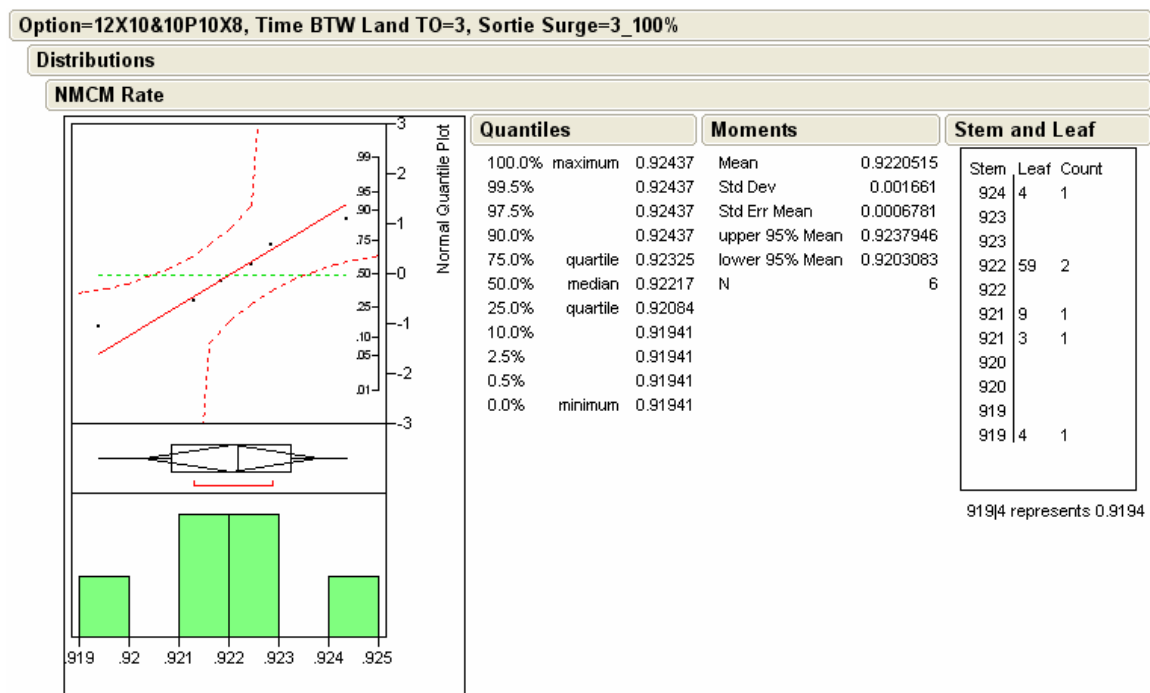 Option=12X10&10P10X8, Time BTW Land TO=3, Sortie Surge=3_100%
Distributions
NMCM Rate
3
2
1
0
-1
-2
-3
.99
.95
.90
.75
.50
.25
.10
.05
.01
Normal Quantile Plot
.919 .92 .921 .922 .923 .924 .925
Quantiles
100.0% maximum 0.92437
99.5% 0.92437
97.5% 0.92437
90.0% 0.92437
75.0% quartile 0.92325
50.0% median 0.92217
25.0% quartile 0.92084
10.0% 0.91941
2.5% 0.91941
0.5% 0.91941
0.0% minimum 0.91941
Moments
Mean 0.9220515
Std Dev 0.001661
Std Err Mean 0.0006781
upper 95% Mean 0.9237946
lower 95% Mean 0.9203083
N 6
Stem and Leaf
Stem Leaf Count
924 4 1
923
923
922 59 2
922
921 9 1
921 3 1
920
920
919
919 4 1
919|4 represents 0.9194